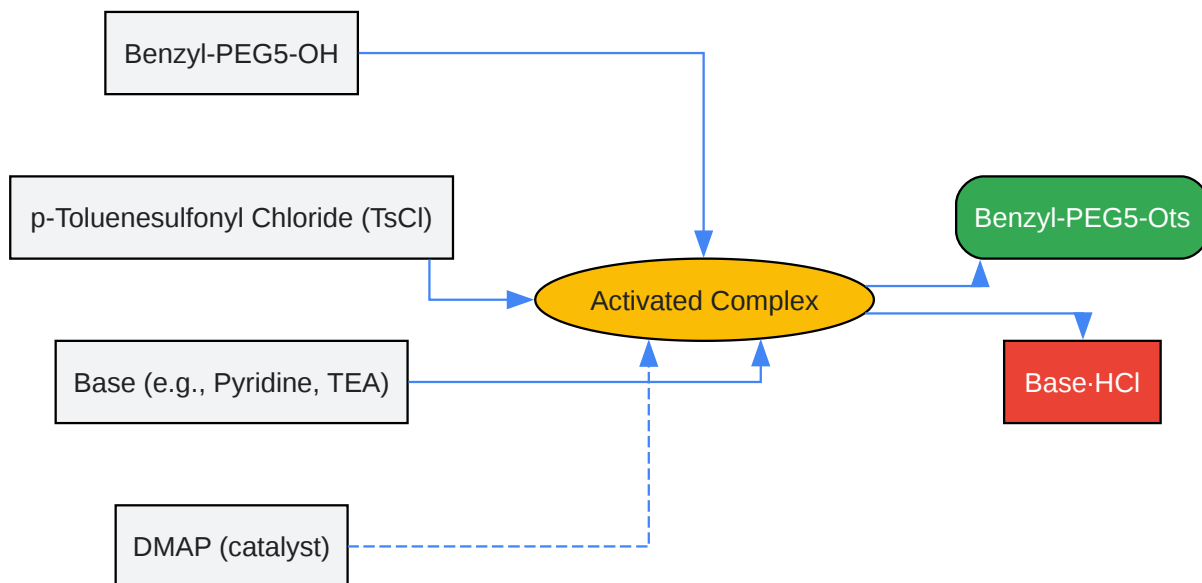 Benzyl-PEG5-OH
p-Toluenesulfonyl Chloride (TsCl)
Benzyl-PEG5-Ots
Activated Complex
Base (e.g., Pyridine, TEA)
Base·HCl
DMAP (catalyst)